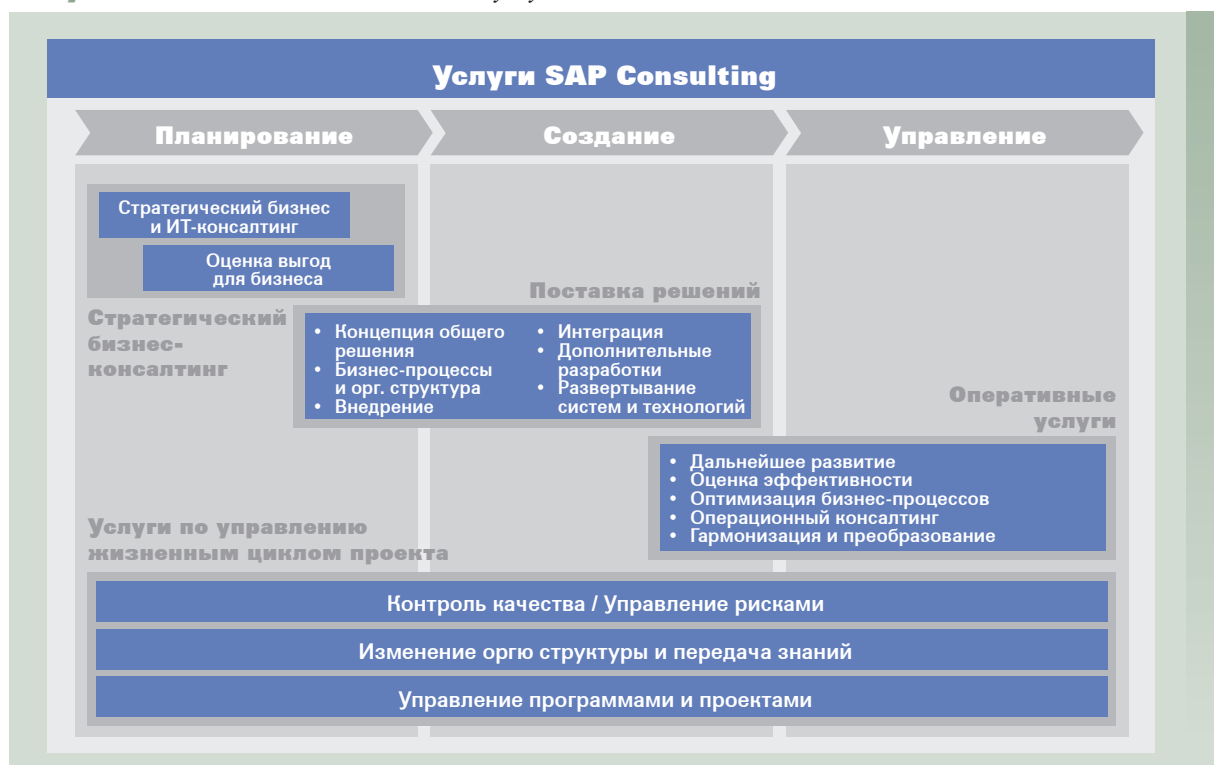 Услуги SAP Consulting
Планирование
Создание
Управление
Стратегический бизнес
и ИТ-консалтинг
Оценка выгод
для бизнеса
Стратегический
бизнес-
консалтинг
Поставка решений
• Концепция общего
решения
• Бизнес-процессы
и орг. структура
• Внедрение
• Интеграция
• Дополнительные
разработки
• Развертывание
систем и технологий
Оперативные
услуги
• Дальнейшее развитие
• Оценка эффективности
• Оптимизация бизнес-процессов
• Операционный консалтинг
• Гармонизация и преобразование
Услуги по управлению
жизненным циклом проекта
Контроль качества / Управление рисками
Изменение оргю структуры и передача знаний
Управление программами и проектами